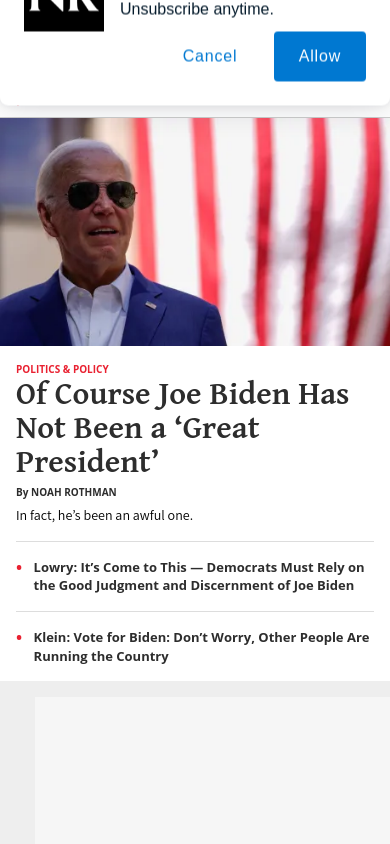 NR
Unsubscribe anytime.
Cancel
Allow
POLITICS & POLICY
Of Course Joe Biden Has
Not Been a ‘Great
President’
By NOAH ROTHMAN
In fact, he’s been an awful one.
• Lowry: It’s Come to This — Democrats Must Rely on
the Good Judgment and Discernment of Joe Biden
• Klein: Vote for Biden: Don’t Worry, Other People Are
Running the Country